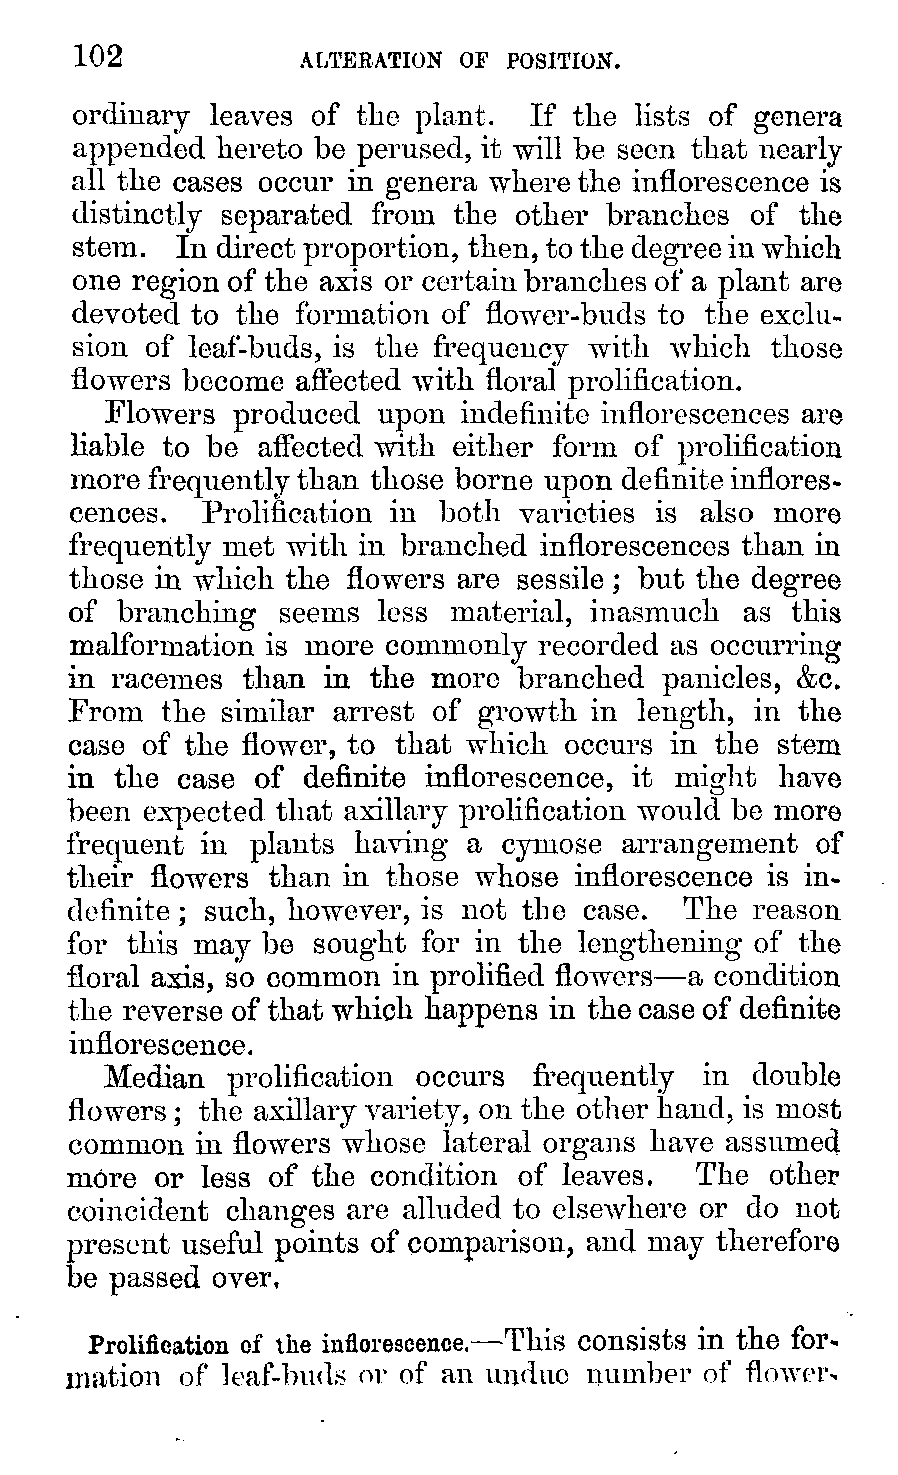 102 ALTERATION OF POSITION.
ordinary leaves of the plant. If the lists of genera
appended hereto be perused, it will be seen that nearly
all the cases occur in genera where the inflorescence is
distinctly separated from the other branches of the
stem. In direct proportion, then, to the degree in which
one region of the axis or certain branches of a plant are
devoted to the formation of flower-buds to the exclu-
sion of leaf-buds, is the frequency with which those
flowers become affected with floral prolification.
Flowers produced upon indefinite inflorescences are
liable to be affected with either form of prolification
more frequently than those borne upon definite inflores-
cences. Prolification in both varieties is also more
frequently met with in branched inflorescences than in
those in which the flowers are sessile; but the degree
of branching seems less material, inasmuch as this
malformation is more commonly recorded as occurring
in racemes than in the more branched panicles, &c.
From the similar arrest of growth in length, in the
case of the flower, to that which occurs in the stem
in the case of definite inflorescence, it might have
been expected that axillary prolification would be more
frequent in plants having a cymose arrangement of
their flowers than in those whose inflorescence is in-
definite; such, however, is not the case. The reason
for this may be sought for in the lengthening of the
floral axis, so common in prolified flowers—a condition
the reverse of that which happens in the case of definite
inflorescence.
Median prolification occurs frequently in double
flowers; the axillary variety, on the other hand, is most
common in flowers whose lateral organs have assumed
more or less of the condition of leaves. The other
coincident changes are alluded to elsewhere or do not
present useful points of comparison, and may therefore
be passed over.
Prolification of the inflorescence.—This consists in the for-
mation of leaf-buds or of an undue number of flower-